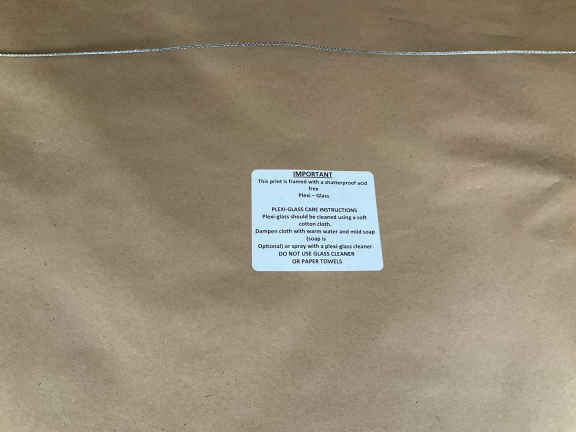 IMPORTANT
This print is framed with a shatterproof acid
free
Plexi – Glass
PLEXI-GLASS CARE INSTRUCTIONS
Plexi-glass should be cleaned using a soft
cotton cloth.
Dampen cloth with warm water and mild soap
(soap is
Optional) or spray with a plexi-glass cleaner.
DO NOT USE GLASS CLEANER
OR PAPER TOWELS